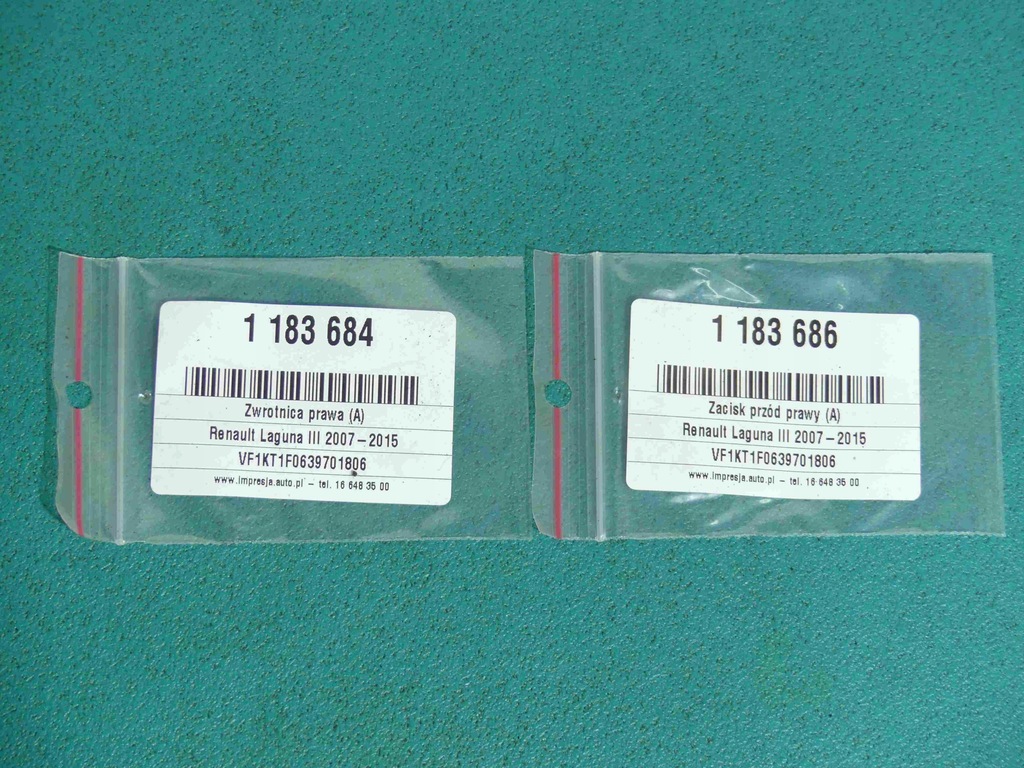 1 183 684
Zwrotnica prawa (A)
Renault Laguna III 2007-2015
VF1KT1F0639701806
www.impresja.auto.pl - tel. 16 648 35 00
1 183 686
Zacisk przód prawy (A)
Renault Laguna III 2007-2015
VF1KT1F0639701806
www.impresja.auto.pl - tel. 16 648 35 00